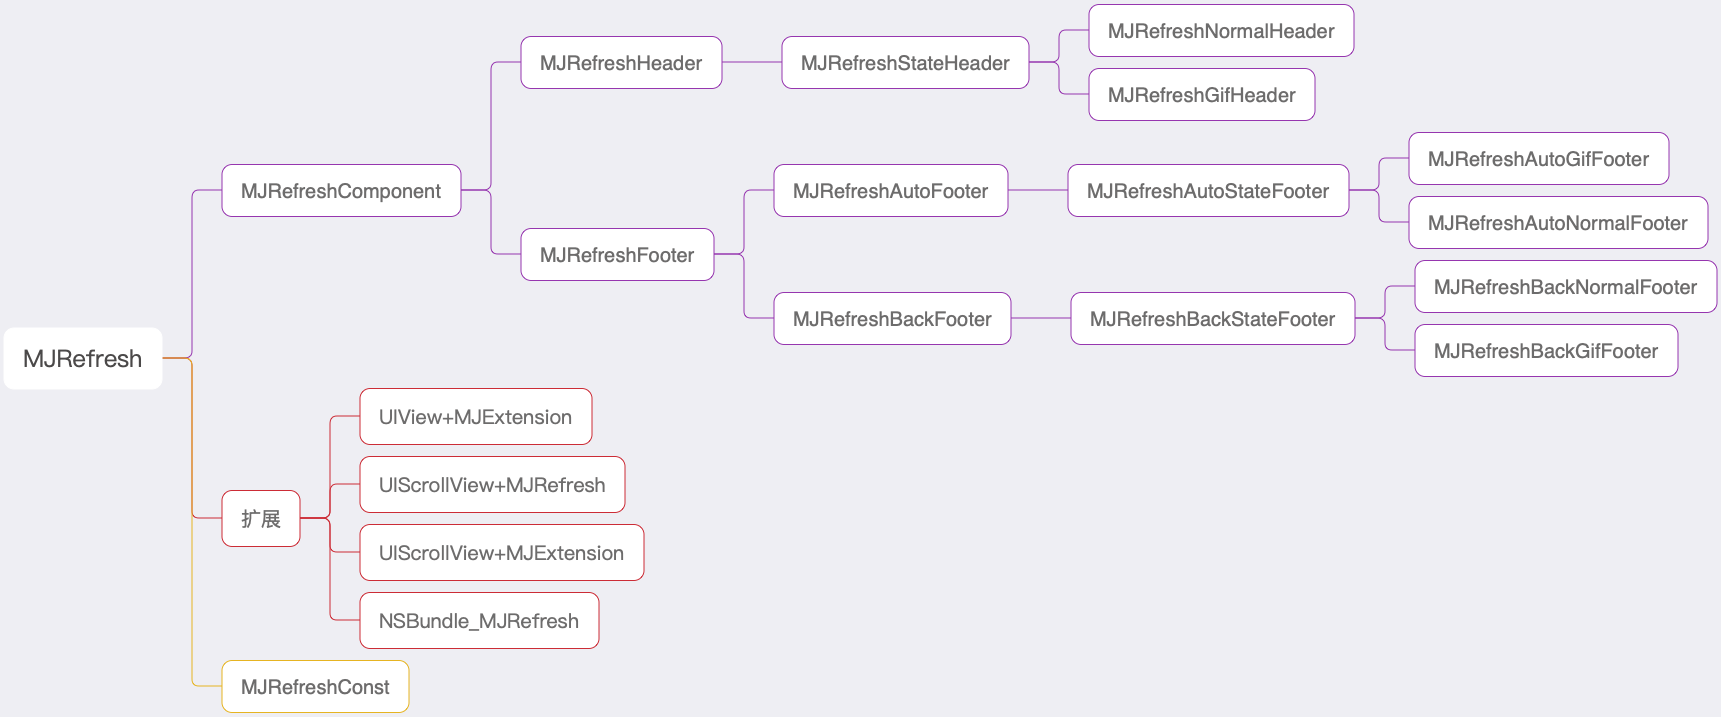 MJRefresh
MJRefreshComponent
MJRefreshHeader
MJRefreshStateHeader
MJRefreshNormalHeader
MJRefreshGifHeader
MJRefreshFooter
MJRefreshAutoFooter
MJRefreshAutoStateFooter
MJRefreshAutoGifFooter
MJRefreshAutoNormalFooter
MJRefreshBackFooter
MJRefreshBackStateFooter
MJRefreshBackNormalFooter
MJRefreshBackGifFooter
扩展
UIView+MJExtension
UIScrollView+MJRefresh
UIScrollView+MJExtension
NSBundle_MJRefresh
MJRefreshConst